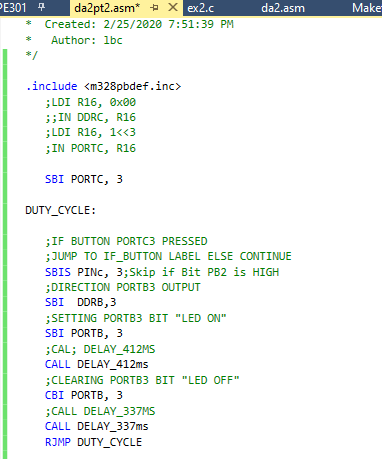 PE301 da2pt2.asm* ex2.c da2.asm Make
* Created: 2/25/2020 7:51:39 PM
* Author: lbc
*/
.include <m328pbdef.inc>
;LDI R16, 0x00
;;IN DDRC, R16
;LDI R16, 1<<3
;IN PORTC, R16
SBI PORTC, 3
DUTY_CYCLE:
;IF BUTTON PORTC3 PRESSED
;JUMP TO IF_BUTTON LABEL ELSE CONTINUE
SBIS PINc, 3;Skip if Bit PB2 is HIGH
;DIRECTION PORTB3 OUTPUT
SBI DDRB,3
;SETTING PORTB3 BIT "LED ON"
SBI PORTB, 3
;CAL; DELAY_412MS
CALL DELAY_412ms
;CLEARING PORTB3 BIT "LED OFF"
CBI PORTB, 3
;CALL DELAY_337MS
CALL DELAY_337ms
RJMP DUTY_CYCLE